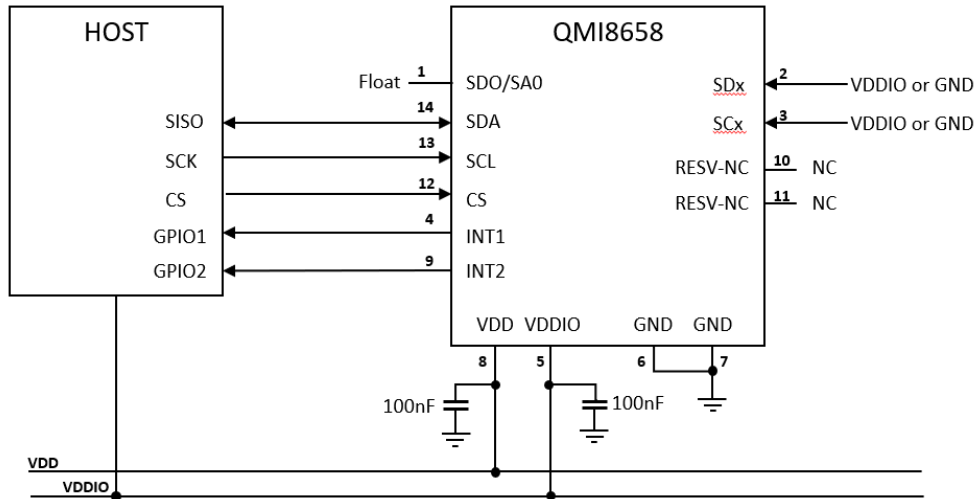 HOST
QMI8658
Float 1 SDO/SA0
SDx 2 VDDIO or GND
SISO 14 SDA
SCx 3 VDDIO or GND
SCK 13 SCL
RESV-NC 10 NC
CS 12 CS
RESV-NC 11 NC
GPIO1 4 INT1
GPIO2 9 INT2
VDD VDDIO GND GND
8 5 6 7
100nF 100nF
VDD
VDDIO